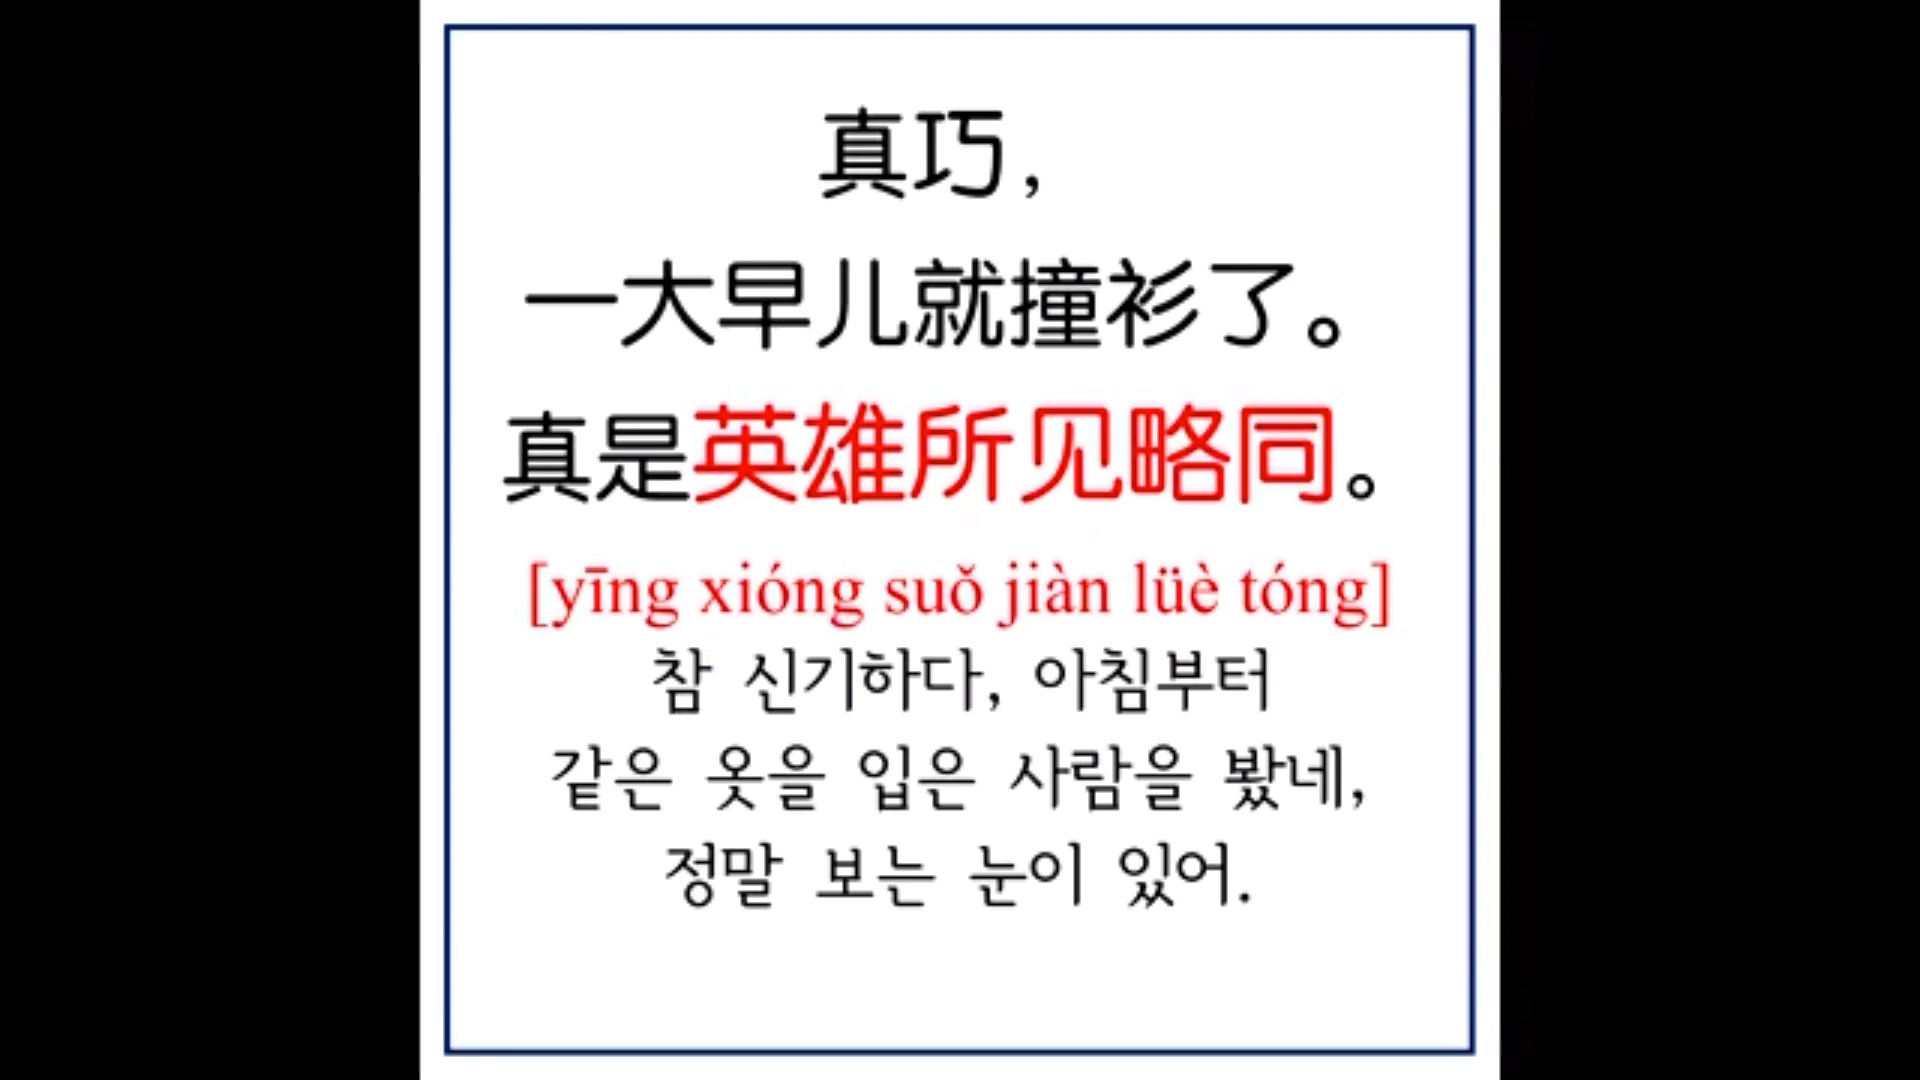 真巧,
一大早儿就撞衫了。
真是英雄所见略同。
[yīng xióng suǒ jiàn lüè tóng]
참 신기하다, 아침부터
같은 옷을 입은 사람을 봤네,
정말 보는 눈이 있어.